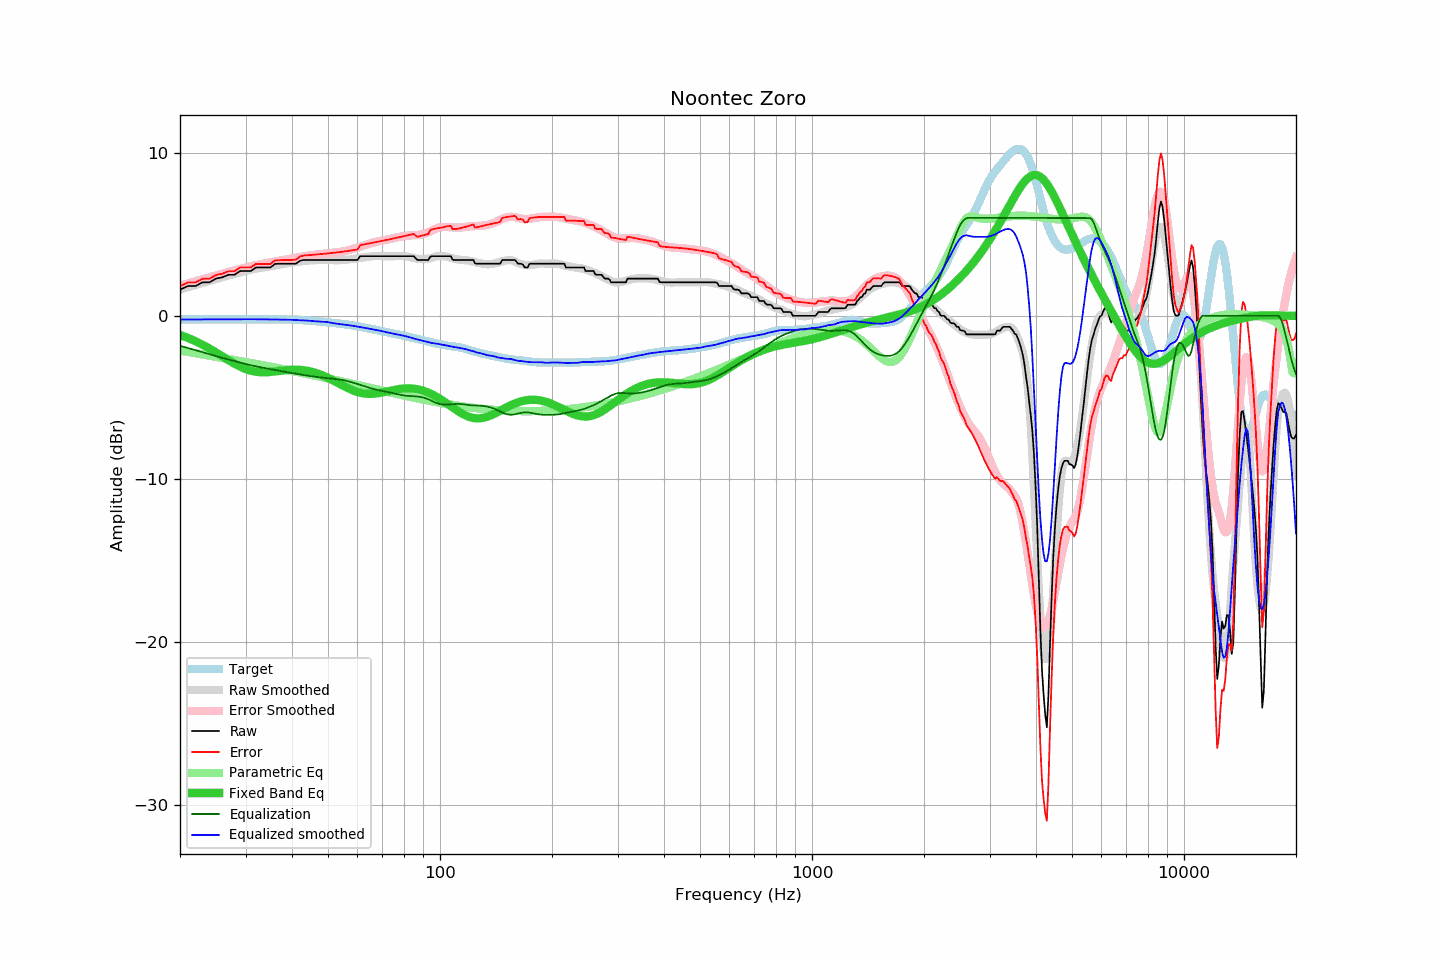 Noontec Zoro
10
0
−10
−20
−30
Amplitude (dBr)
Target
Raw Smoothed
Error Smoothed
Raw
Error
Parametric Eq
Fixed Band Eq
Equalization
Equalized smoothed
100 1000 10000
Frequency (Hz)